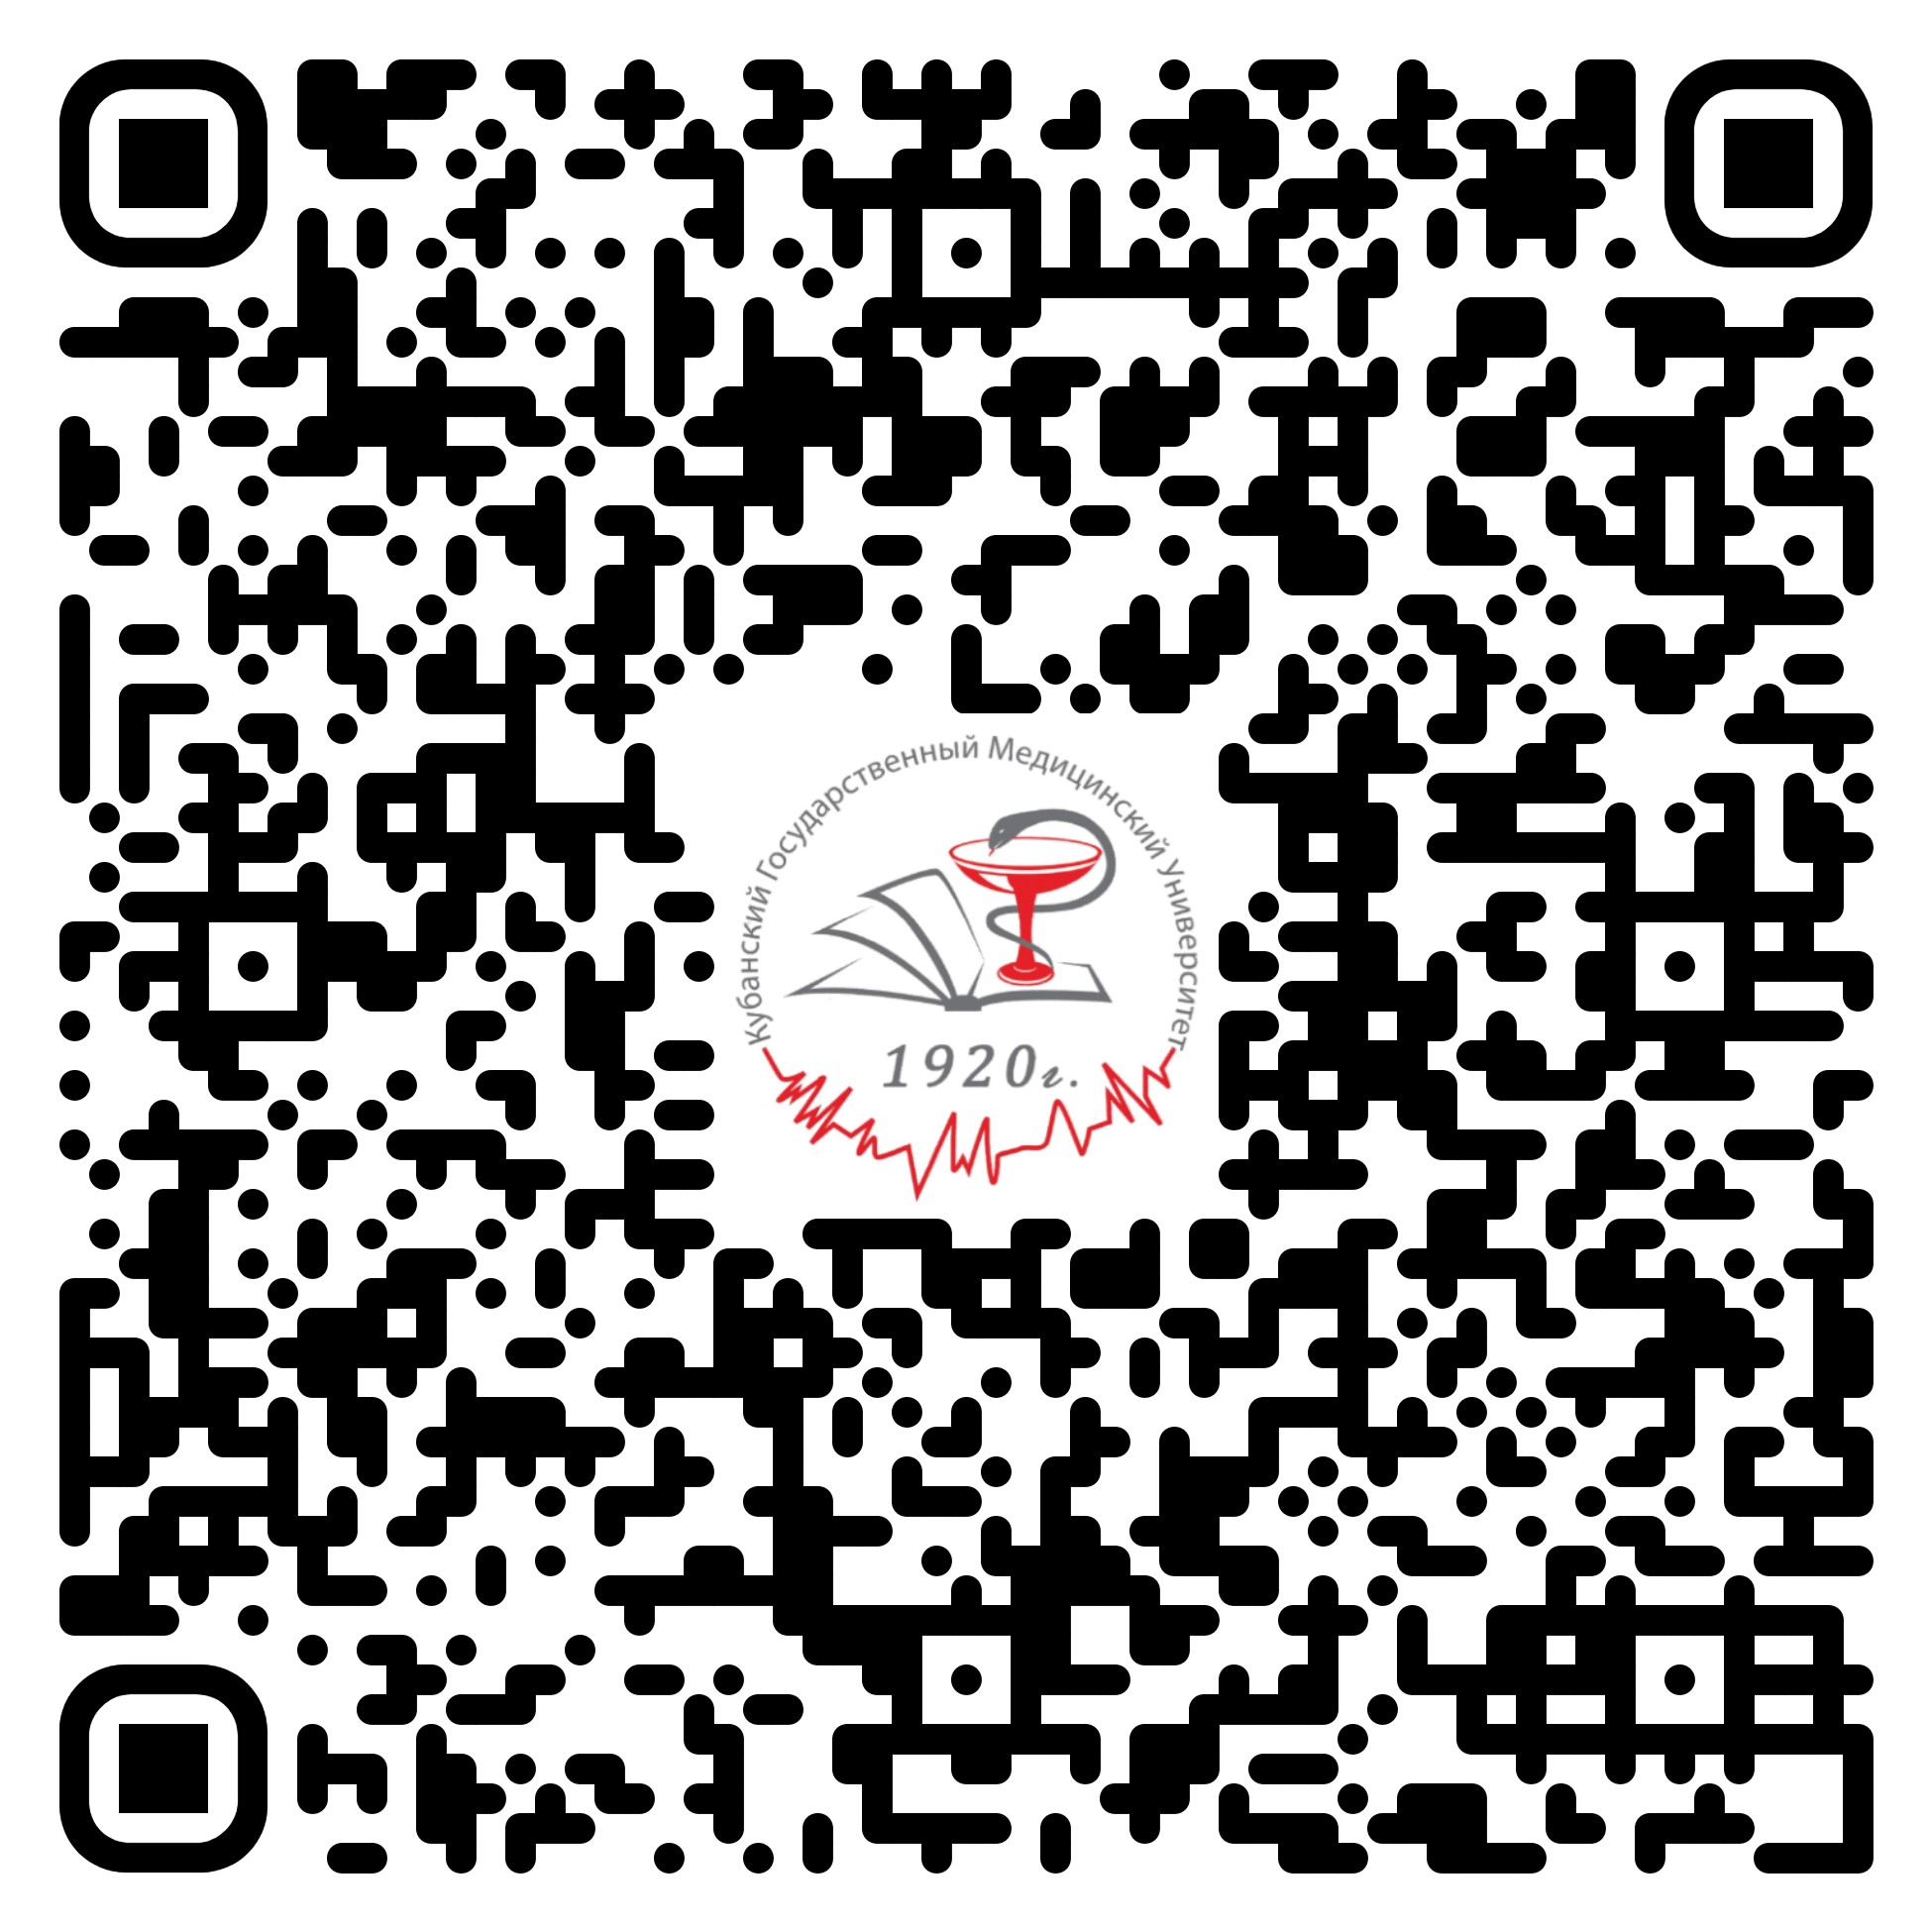 Кубанский Государственный Медицинский Университет
1920г.